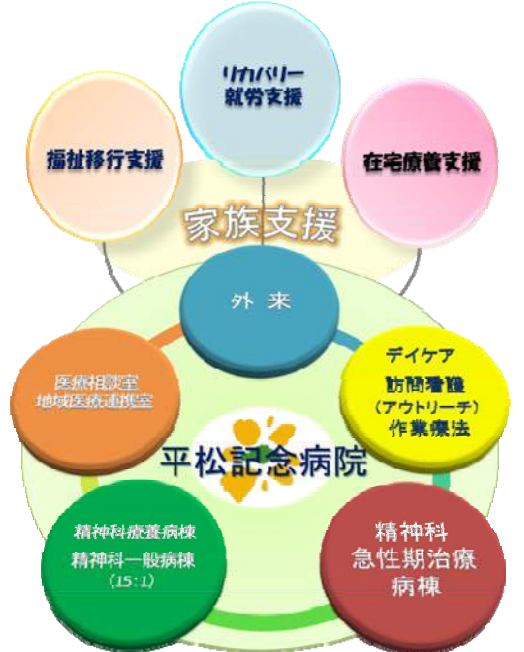 リカバリー
就労支援
福祉移行支援
在宅療養支援
家族支援
外来
医療相談室
地域医療連携室
デイケア
訪問看護
（アウトリーチ）
作業療法
平松記念病院
精神科療養病棟
精神科一般病棟
（15：1）
精神科
急性期治療
病棟